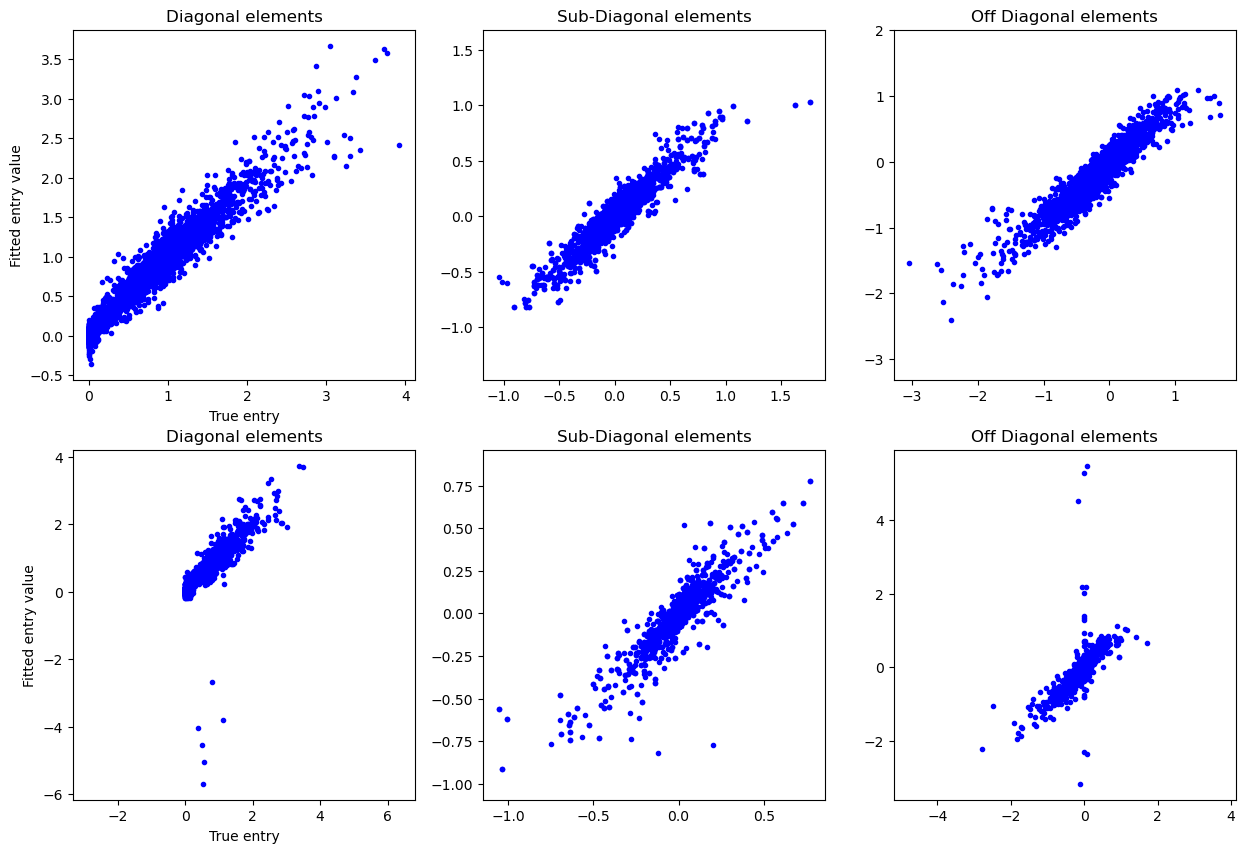 Diagonal elements
Sub-Diagonal elements
Off Diagonal elements
Fitted entry value
3.5
3.0
2.5
2.0
1.5
1.0
0.5
0.0
−0.5
0 1 2 3 4
True entry
1.5
1.0
0.5
0.0
−0.5
−1.0
−1.0 −0.5 0.0 0.5 1.0 1.5
2
1
0
−1
−2
−3
−3 −2 −1 0 1
Diagonal elements
Sub-Diagonal elements
Off Diagonal elements
Fitted entry value
4
2
0
−2
−4
−6
−2 0 2 4 6
True entry
0.75
0.50
0.25
0.00
−0.25
−0.50
−0.75
−1.00
−1.0 −0.5 0.0 0.5
4
2
0
−2
−4 −2 0 2 4